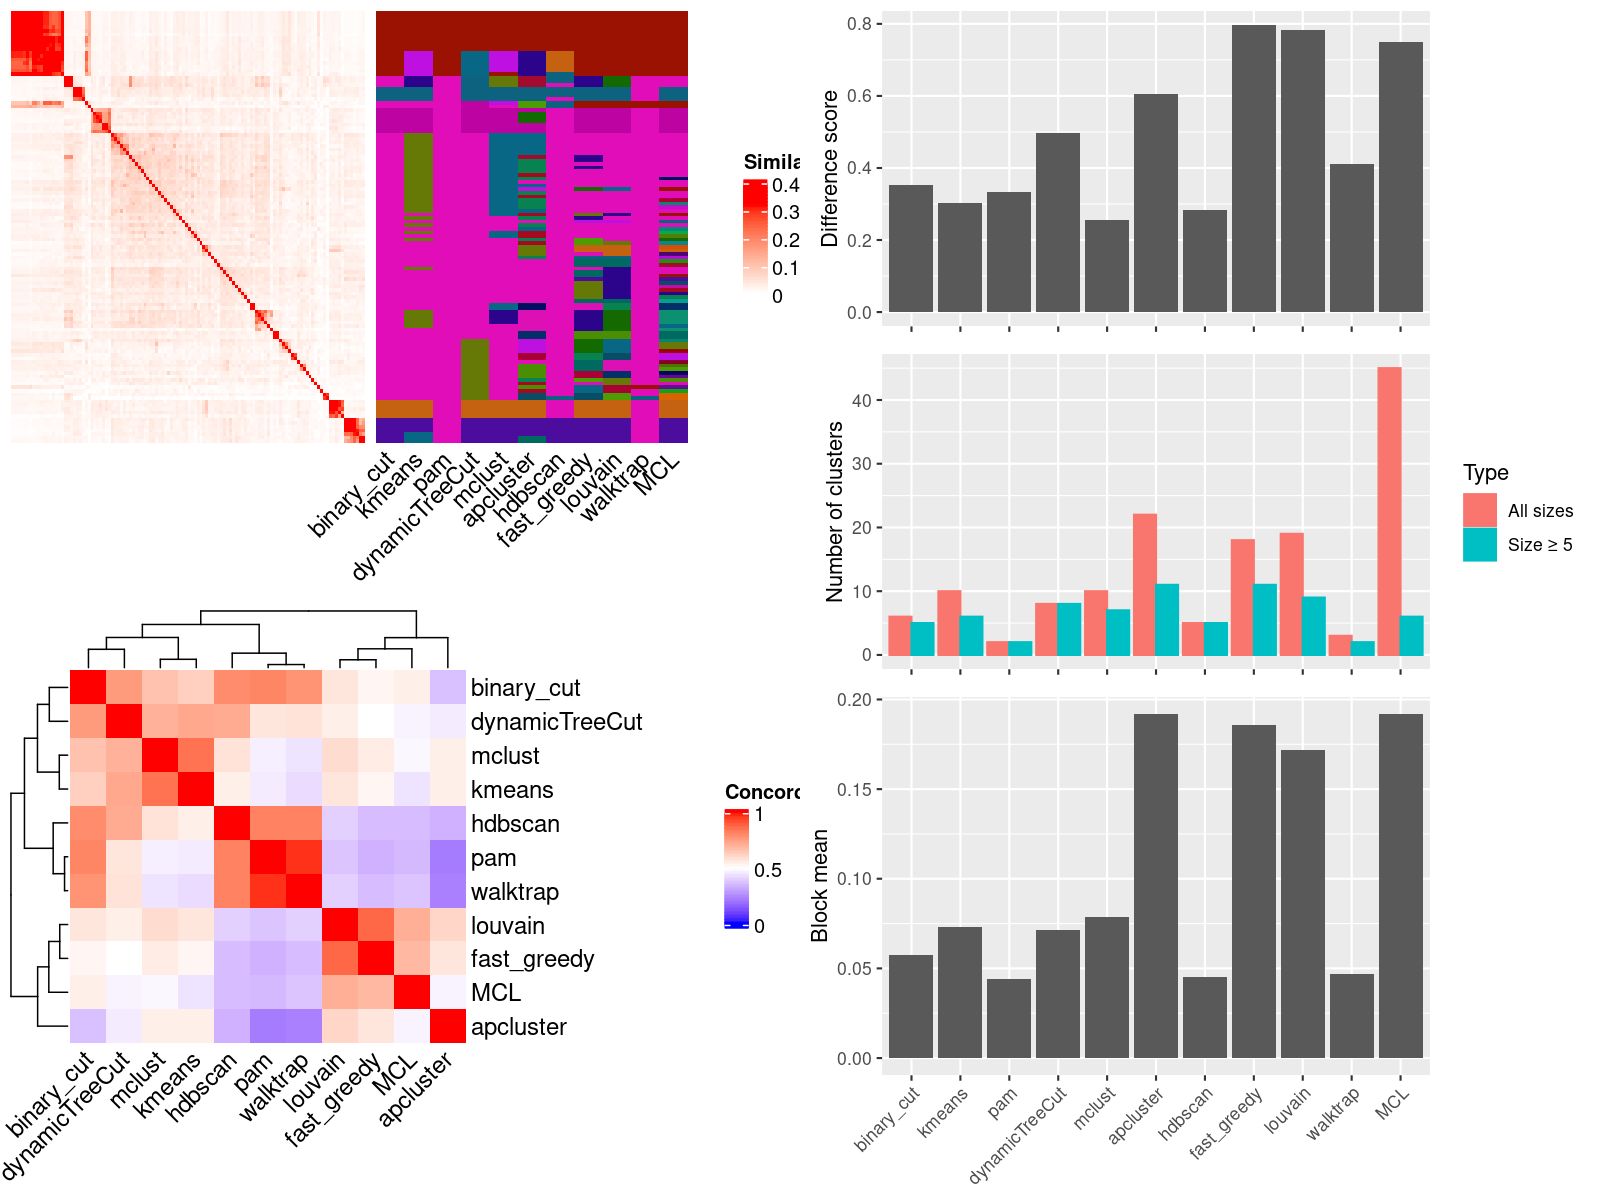 Simila
0.4
0.3
0.2
0.1
0
binary_cut
kmeans
pam
dynamicTreeCut
mclust
apcluster
hdbscan
fast_greedy
louvain
walktrap
MCL
binary_cut
dynamicTreeCut
mclust
kmeans
hdbscan
pam
walktrap
louvain
fast_greedy
MCL
apcluster
Concord
1
0.5
0
binary_cut
dynamicTreeCut
mclust
kmeans
hdbscan
pam
walktrap
louvain
fast_greedy
MCL
apcluster
Difference score
0.8
0.6
0.4
0.2
0.0
Number of clusters
40
30
20
10
0
Type
All sizes
Size ≥ 5
Block mean
0.20
0.15
0.10
0.05
0.00
binary_cut
kmeans
pam
dynamicTreeCut
mclust
apcluster
hdbscan
fast_greedy
louvain
walktrap
MCL